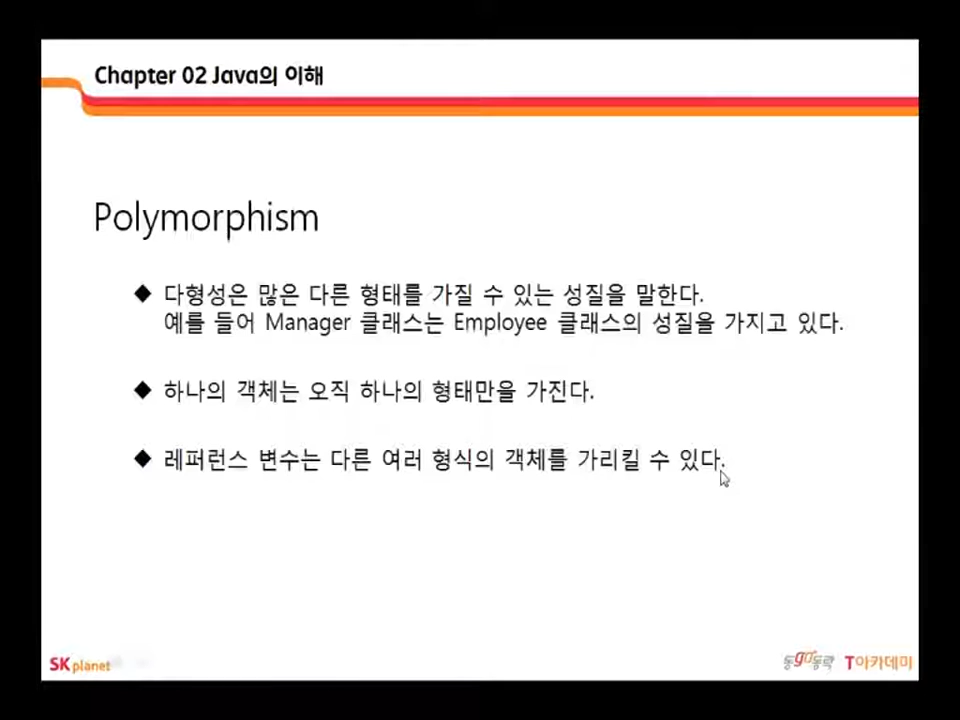 Chapter 02 Java의 이해
Polymorphism
◆ 다형성은 많은 다른 형태를 가질 수 있는 성질을 말한다.
예를 들어 Manager 클래스는 Employee 클래스의 성질을 가지고 있다.
◆ 하나의 객체는 오직 하나의 형태만을 가진다.
◆ 레퍼런스 변수는 다른 여러 형식의 객체를 가리킬 수 있다.
SK planet
동go동락 T아카데미